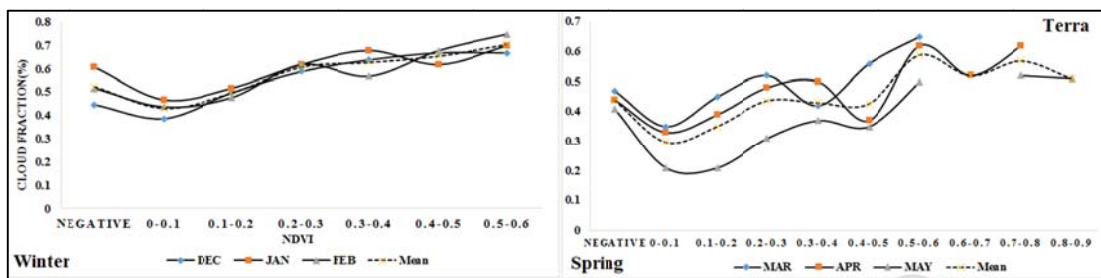 0.8
0.7
0.6
0.5
0.4
0.3
0.2
0.1
0
CLOUD FRACTION(%)
NEGATIVE 0-0.1 0.1-0.2 0.2-0.3 0.3-0.4 0.4-0.5 0.5-0.6
NDVI
Winter DEC JAN FEB Mean
Terra
0.7
0.6
0.5
0.4
0.3
0.2
0.1
0
NEGATIVE 0-0.1 0.1-0.2 0.2-0.3 0.3-0.4 0.4-0.5 0.5-0.6 0.6-0.7 0.7-0.8 0.8-0.9
Spring MAR APR MAY Mean